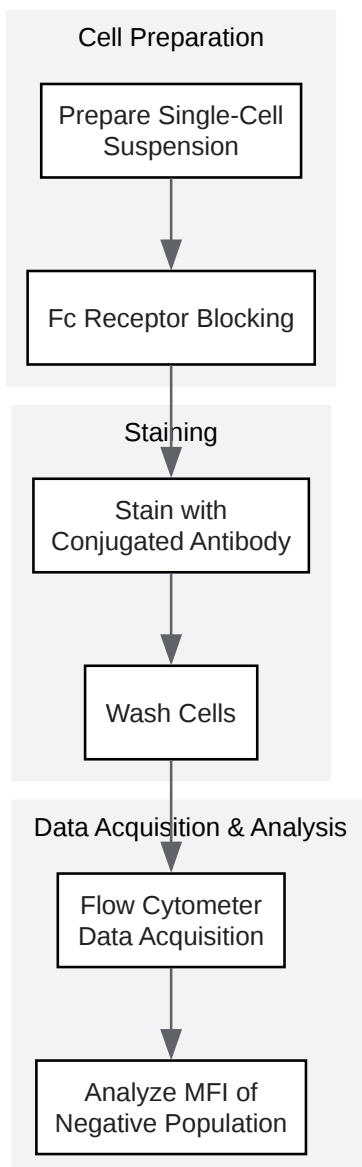 Cell Preparation
Prepare Single-Cell
Suspension
Fc Receptor Blocking
Staining
Stain with
Conjugated Antibody
Wash Cells
Data Acquisition & Analysis
Flow Cytometer
Data Acquisition
Analyze MFI of
Negative Population